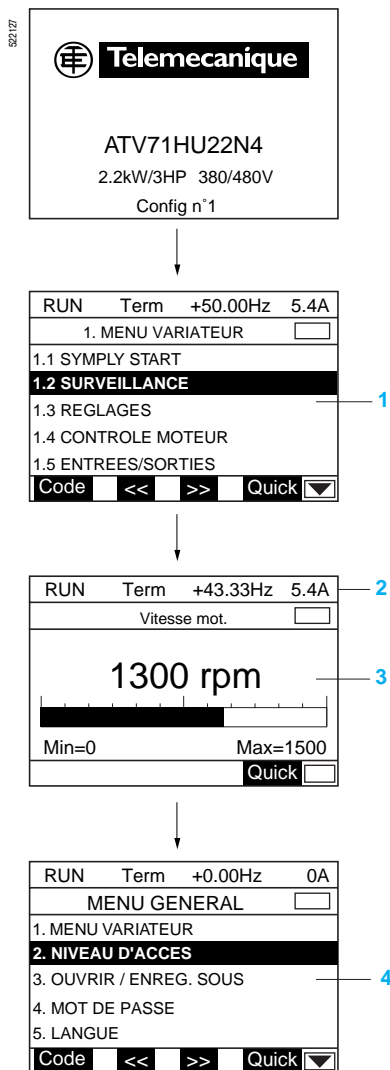 522127
Telemecanique
ATV71HU22N4
2.2kW/3HP 380/480V
Config n°1
RUN Term +50.00Hz 5.4A
1. MENU VARIATEUR
1.1 SYMPLY START
1.2 SURVEILLANCE
1.3 REGLAGES
1.4 CONTROLE MOTEUR
1.5 ENTREES/SORTIES
Code << >> Quick
1
RUN Term +43.33Hz 5.4A
2
Vitesse mot.
1300 rpm
3
Min=0 Max=1500
Quick
RUN Term +0.00Hz 0A
MENU GENERAL
1. MENU VARIATEUR
2. NIVEAU D'ACCES
3. OUVRIR / ENREG. SOUS
4
4. MOT DE PASSE
5. LANGUE
Code << >> Quick